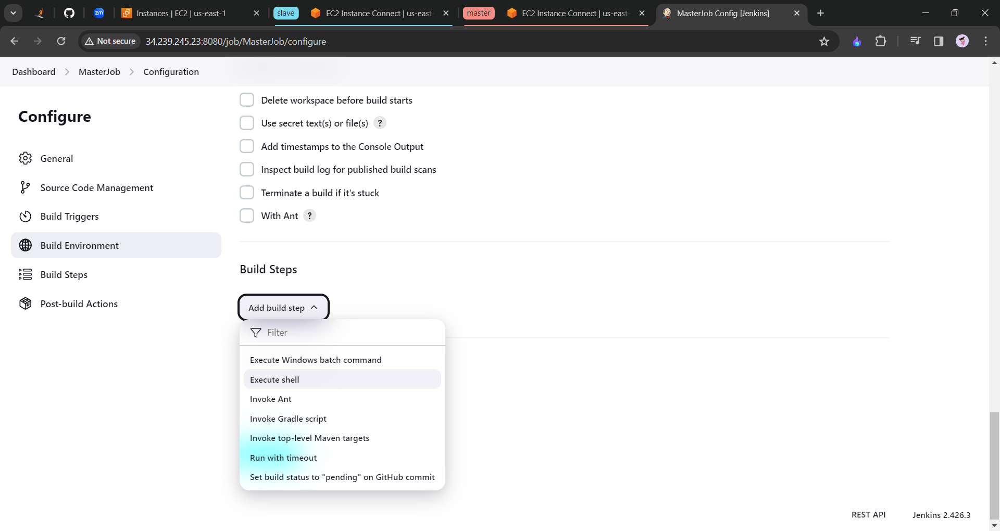 zm
Instances | EC2 | us-east-1
slave
EC2 Instance Connect | us-east-
master
EC2 Instance Connect | us-east-
MasterJob Config [Jenkins]
Not secure
34.239.245.23:8080/job/MasterJob/configure
Dashboard > MasterJob > Configuration
Configure
General
Source Code Management
Build Triggers
Build Environment
Build Steps
Post-build Actions
Delete workspace before build starts
Use secret text(s) or file(s) ?
Add timestamps to the Console Output
Inspect build log for published build scans
Terminate a build if it's stuck
With Ant ?
Build Steps
Add build step
Filter
Execute Windows batch command
Execute shell
Invoke Ant
Invoke Gradle script
Invoke top-level Maven targets
Run with timeout
Set build status to "pending" on GitHub commit
REST API
Jenkins 2.426.3